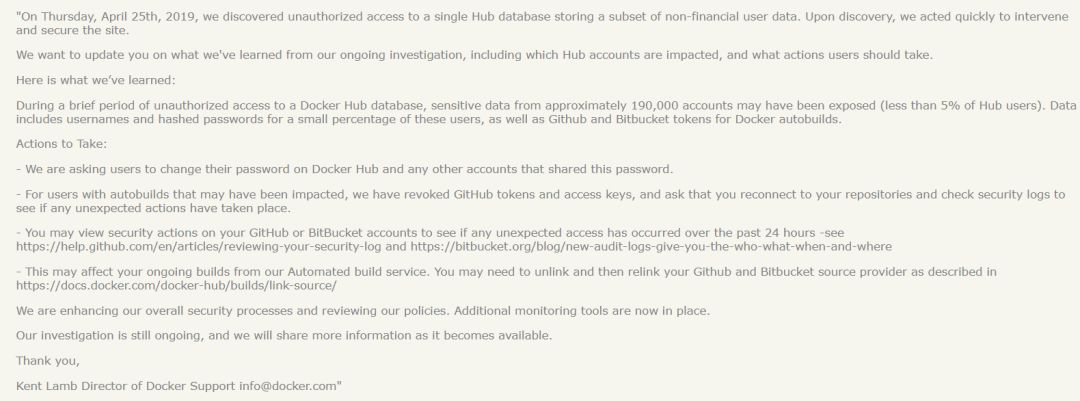 "On Thursday, April 25th, 2019, we discovered unauthorized access to a single Hub database storing a subset of non-financial user data. Upon discovery, we acted quickly to intervene
and secure the site.
We want to update you on what we've learned from our ongoing investigation, including which Hub accounts are impacted, and what actions users should take.
Here is what we’ve learned:
During a brief period of unauthorized access to a Docker Hub database, sensitive data from approximately 190,000 accounts may have been exposed (less than 5% of Hub users). Data
includes usernames and hashed passwords for a small percentage of these users, as well as Github and Bitbucket tokens for Docker autobuilds.
Actions to Take:
- We are asking users to change their password on Docker Hub and any other accounts that shared this password.
- For users with autobuilds that may have been impacted, we have revoked GitHub tokens and access keys, and ask that you reconnect to your repositories and check security logs to
see if any unexpected actions have taken place.
- You may view security actions on your GitHub or BitBucket accounts to see if any unexpected access has occurred over the past 24 hours -see
https://help.github.com/en/articles/reviewing-your-security-log and https://bitbucket.org/blog/new-audit-logs-give-you-the-who-what-when-and-where
- This may affect your ongoing builds from our Automated build service. You may need to unlink and then relink your Github and Bitbucket source provider as described in
https://docs.docker.com/docker-hub/builds/link-source/
We are enhancing our overall security processes and reviewing our policies. Additional monitoring tools are now in place.
Our investigation is still ongoing, and we will share more information as it becomes available.
Thank you,
Kent Lamb Director of Docker Support info@docker.com"